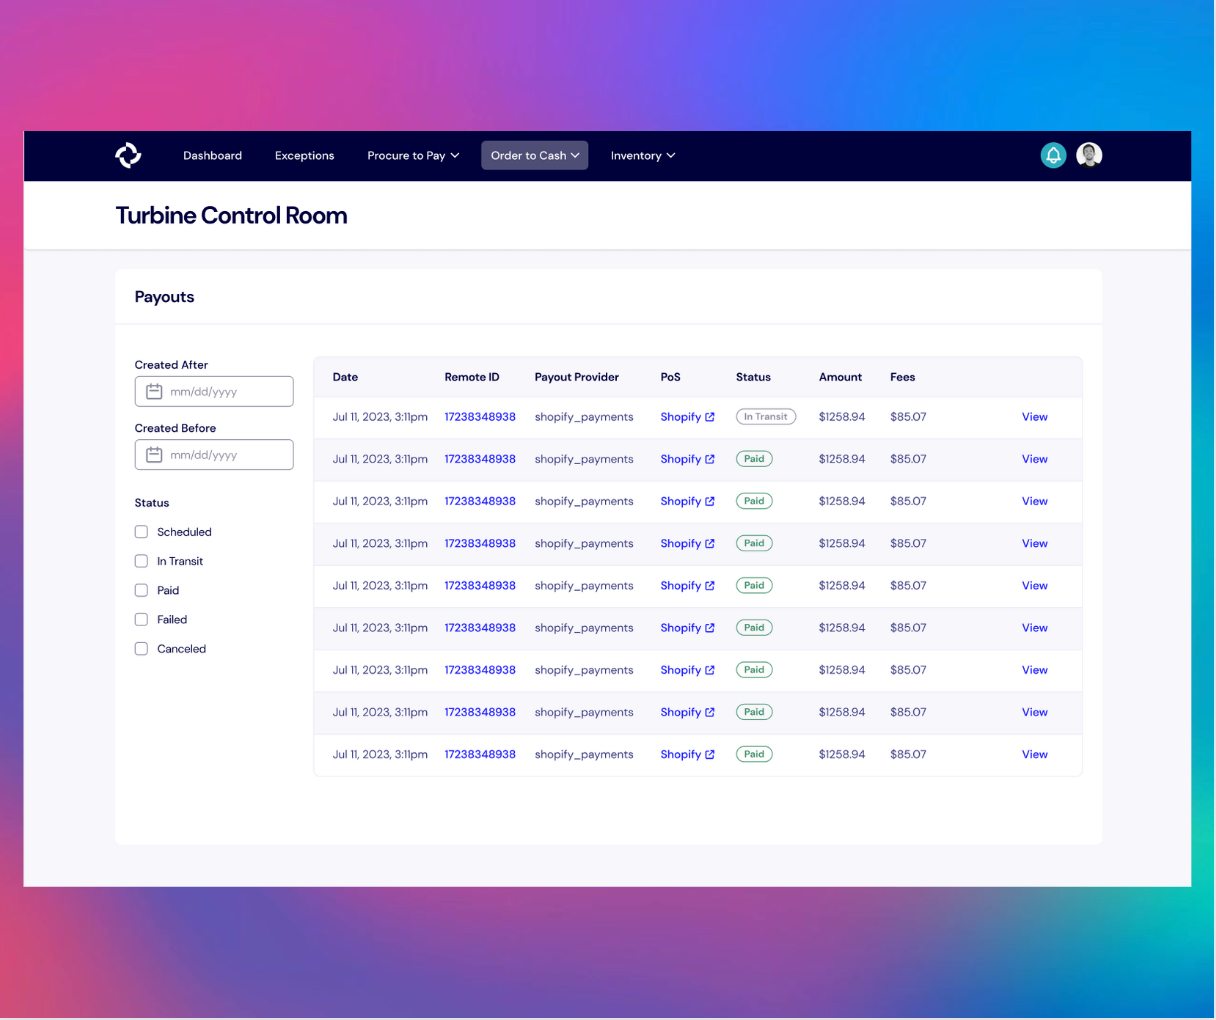 Dashboard Exceptions Procure to Pay Order to Cash Inventory
Turbine Control Room
Payouts
Created After
mm/dd/yyyy
Created Before
mm/dd/yyyy
Status
Scheduled
In Transit
Paid
Failed
Canceled
Date Remote ID Payout Provider PoS Status Amount Fees
Jul 11, 2023, 3:11pm 17238348938 shopify_payments Shopify In Transit $1258.94 $85.07 View
Jul 11, 2023, 3:11pm 17238348938 shopify_payments Shopify Paid $1258.94 $85.07 View
Jul 11, 2023, 3:11pm 17238348938 shopify_payments Shopify Paid $1258.94 $85.07 View
Jul 11, 2023, 3:11pm 17238348938 shopify_payments Shopify Paid $1258.94 $85.07 View
Jul 11, 2023, 3:11pm 17238348938 shopify_payments Shopify Paid $1258.94 $85.07 View
Jul 11, 2023, 3:11pm 17238348938 shopify_payments Shopify Paid $1258.94 $85.07 View
Jul 11, 2023, 3:11pm 17238348938 shopify_payments Shopify Paid $1258.94 $85.07 View
Jul 11, 2023, 3:11pm 17238348938 shopify_payments Shopify Paid $1258.94 $85.07 View
Jul 11, 2023, 3:11pm 17238348938 shopify_payments Shopify Paid $1258.94 $85.07 View